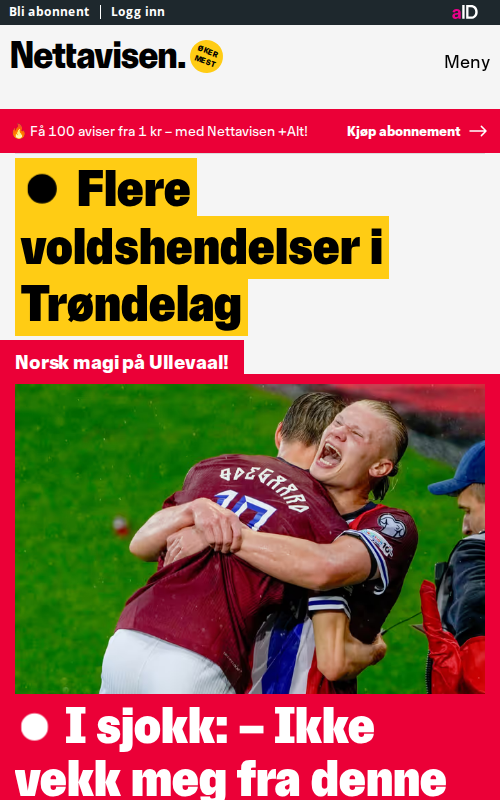 Bli abonnent | Logg inn
aID
Nettavisen.
ØKER
MEST
Meny
Få 100 aviser fra 1 kr – med Nettavisen +Alt!
Kjøp abonnement
Flere
voldshendelser i
Trøndelag
Norsk magi på Ullevaal!
ØDEGAARD
10
I sjokk: – Ikke
vekk meg fra denne